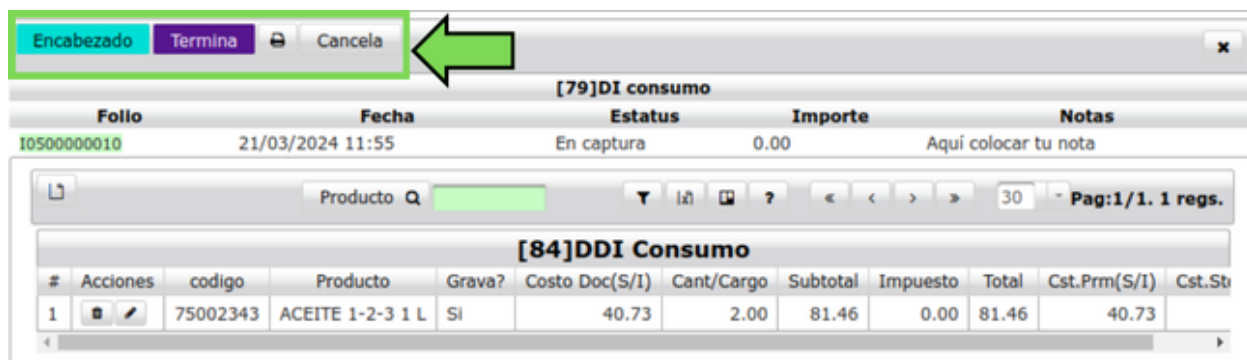 Encabezado Termina Cancela
[79]DI consumo
Folio Fecha Estatus Importe Notas
I0500000010 21/03/2024 11:55 En captura 0.00 Aquí colocar tu nota
Producto ? « ‹ › » 30 Pag:1/1. 1 regs.
[84]DDI Consumo
# Acciones codigo Producto Grava? Costo Doc(S/I) Cant/Cargo Subtotal Impuesto Total Cst.Prm(S/I) Cst.St
1 75002343 ACEITE 1-2-3 1 L Si 40.73 2.00 81.46 0.00 81.46 40.73